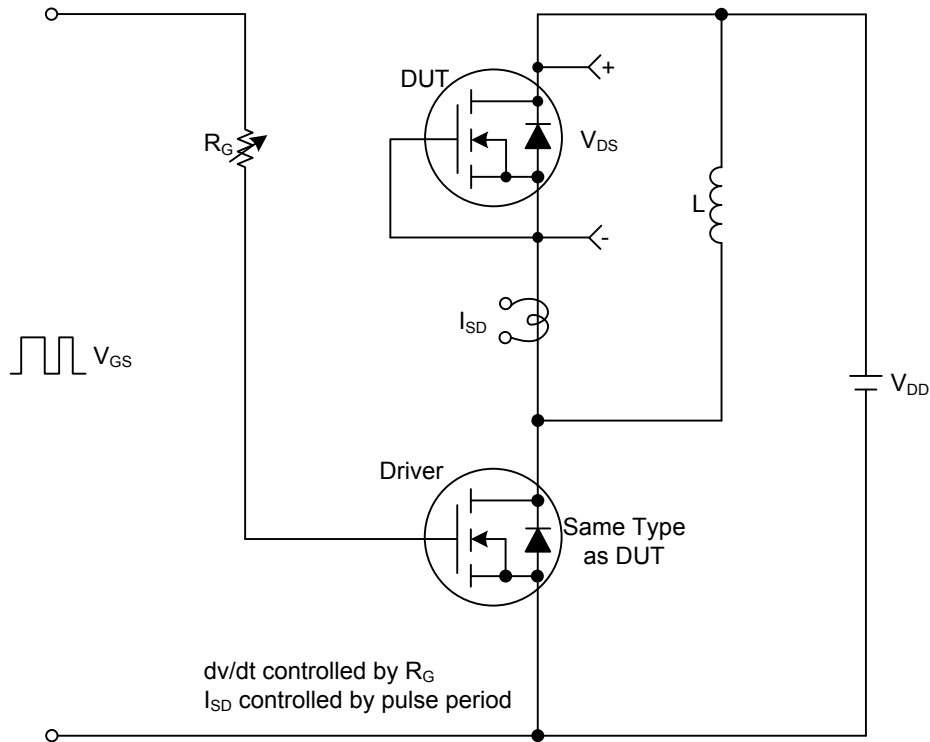 DUT
+
R_G
V_DS
L
-
I_SD
V_GS
V_DD
Driver
Same Type
as DUT
dv/dt controlled by R_G
I_SD controlled by pulse period